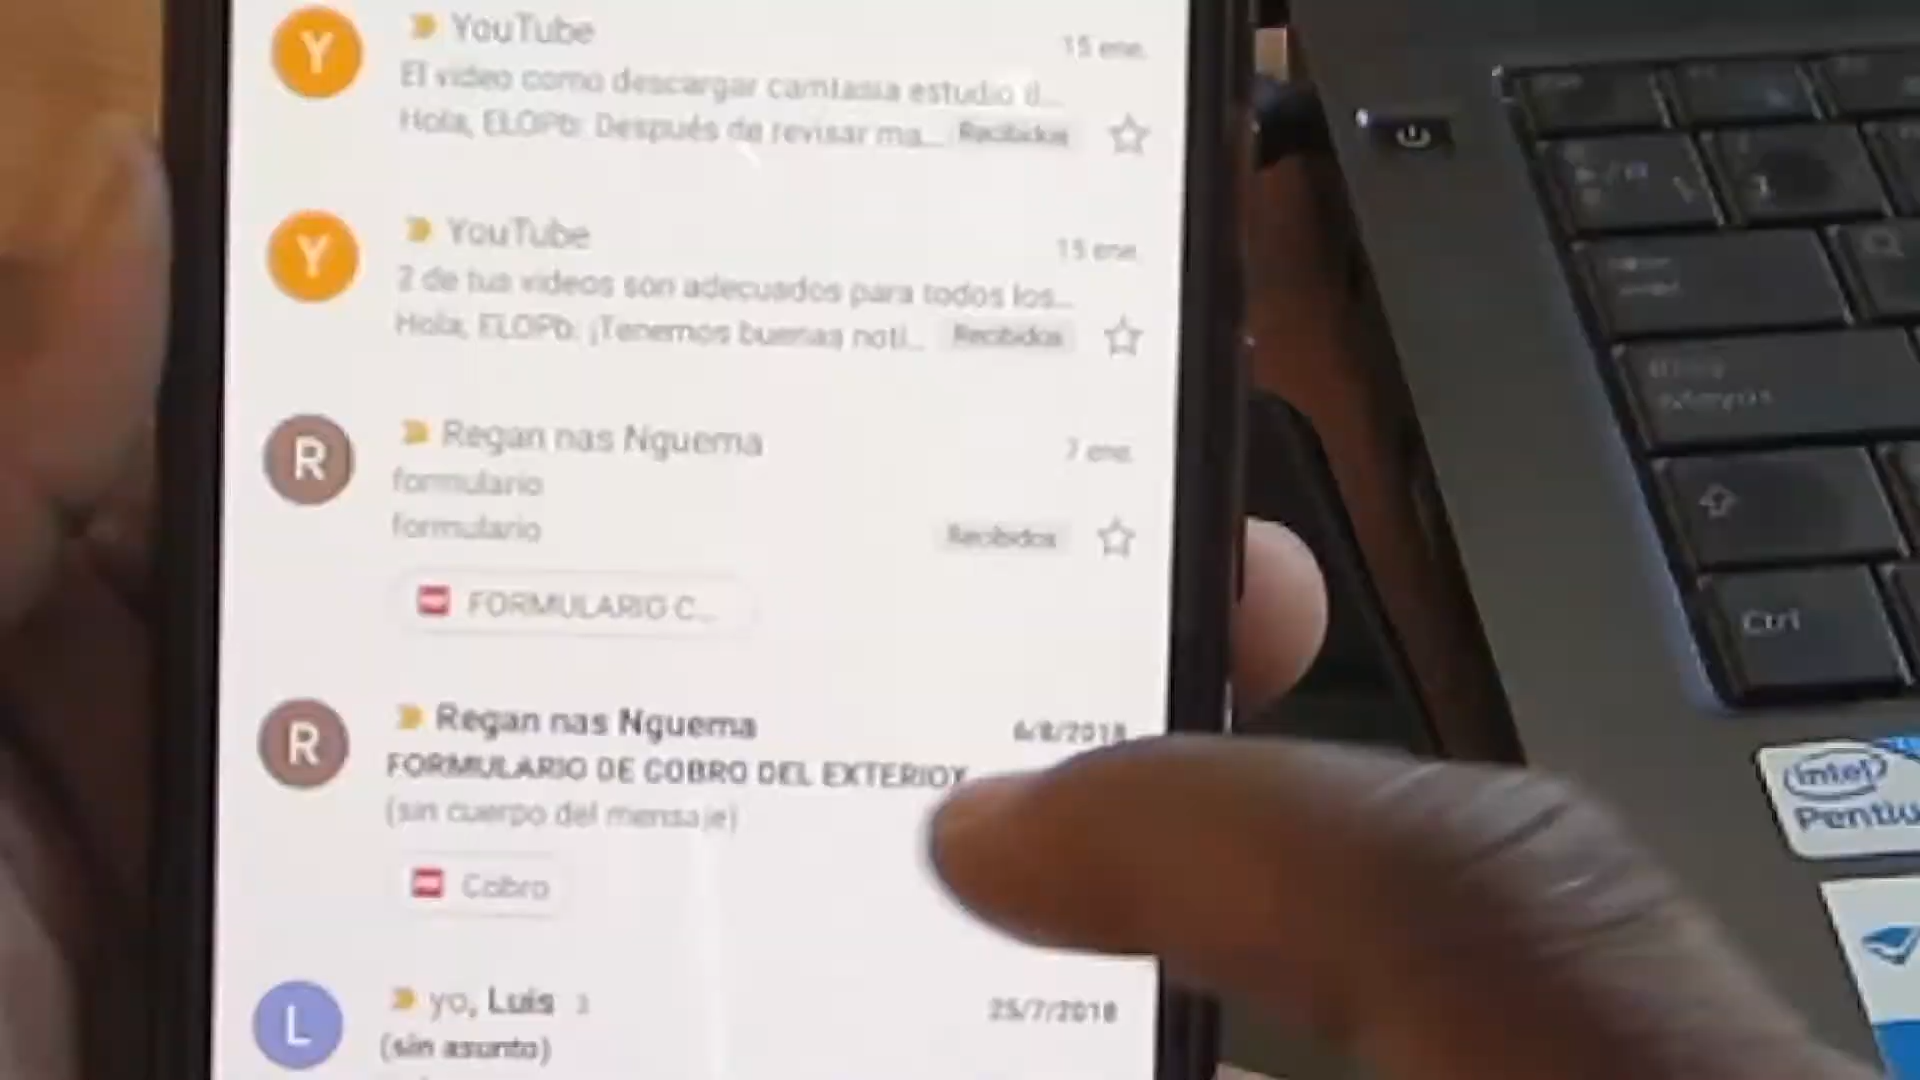 Y
YouTube
15 ene.
El video como descargar camtasia estudio d...
Hola, ELOPb: Después de revisar ma...
Recibidos
Y
YouTube
15 ene.
2 de tus videos son adecuados para todos los...
Hola, ELOPb: ¡Tenemos buenas noti...
Recibidos
R
Regan nas Nguema
7 ene.
formulario
formulario
Recibidos
FORMULARIO C...
R
Regan nas Nguema
6/8/2018
FORMULARIO DE COBRO DEL EXTERIOY
(sin cuerpo del mensaje)
Cobro
L
yo, Luis 3
25/7/2018
(sin asunto)
Ctrl
intel
Pentiu